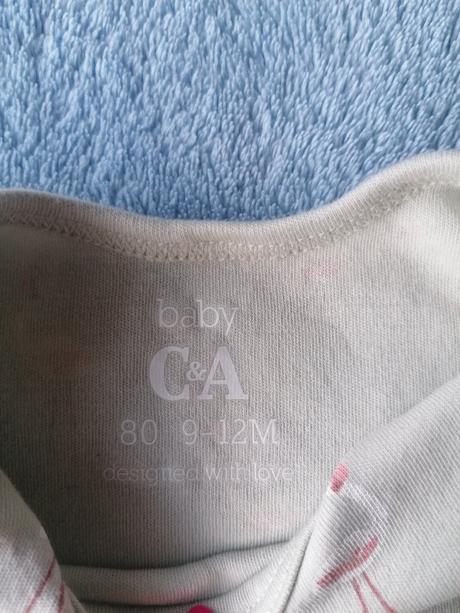 baby
C&A
80 9-12M
designed with love